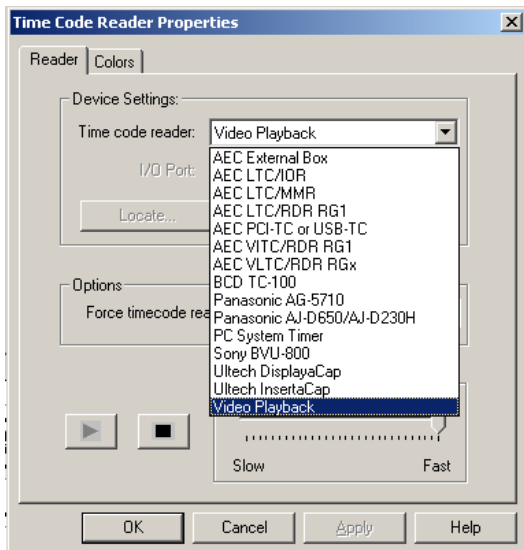 Time Code Reader Properties
Reader Colors
Device Settings:
Time code reader: Video Playback
I/O Port:
Locate...
AEC External Box
AEC LTC/IOR
AEC LTC/MMR
AEC LTC/RDR RG1
AEC PCI-TC or USB-TC
AEC VITC/RDR RG1
AEC VLTC/RDR RGx
BCD TC-100
Panasonic AG-5710
Panasonic AJ-D650/AJ-D230H
PC System Timer
Sony BVU-800
Ultech DisplayaCap
Ultech InsertaCap
Video Playback
Options
Force timecode rea
Slow Fast
OK Cancel Apply Help